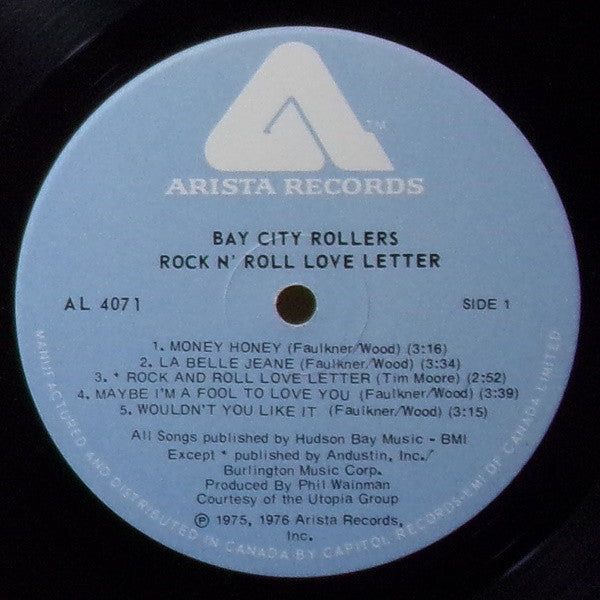 TM
ARISTA RECORDS
BAY CITY ROLLERS
ROCK N' ROLL LOVE LETTER
AL 4071
SIDE 1
1. MONEY HONEY (Faulkner/Wood) (3:16)
2. LA BELLE JEANE (Faulkner/Wood) (3:34)
3. * ROCK AND ROLL LOVE LETTER (Tim Moore) (2:52)
4. MAYBE I'M A FOOL TO LOVE YOU (Faulkner/Wood) (3:39)
5. WOULDN'T YOU LIKE IT (Faulkner/Wood) (3:15)
All Songs published by Hudson Bay Music - BMI
Except * published by Andustin, Inc./
Burlington Music Corp.
Produced By Phil Wainman
Courtesy of the Utopia Group
℗ 1975, 1976 Arista Records,
Inc.
MANUFACTURED AND DISTRIBUTED IN CANADA BY CAPITOL RECORDS-EMI OF CANADA LIMITED